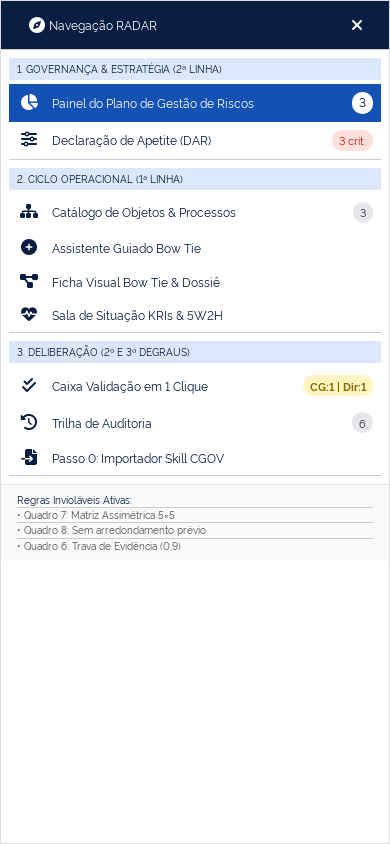 Navegação RADAR
1. GOVERNANÇA & ESTRATÉGIA (2ª LINHA)
Painel do Plano de Gestão de Riscos 3
Declaração de Apetite (DAR) 3 crit.
2. CICLO OPERACIONAL (1ª LINHA)
Catálogo de Objetos & Processos 3
Assistente Guiado Bow Tie
Ficha Visual Bow Tie & Dossiê
Sala de Situação KRIs & 5W2H
3. DELIBERAÇÃO (2º E 3º DEGRAUS)
Caixa Validação em 1 Clique CG:1 | Dir:1
Trilha de Auditoria 6
Passo 0: Importador Skill CGOV
Regras Invioláveis Ativas:
• Quadro 7: Matriz Assimétrica 5×5
• Quadro 8: Sem arredondamento prévio
• Quadro 6: Trava de Evidência (0,9)